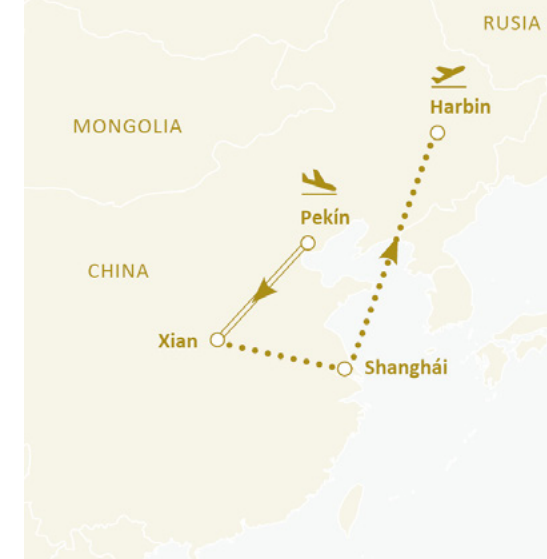 RUSIA
Harbin
MONGOLIA
Pekín
CHINA
Xian
Shanghái